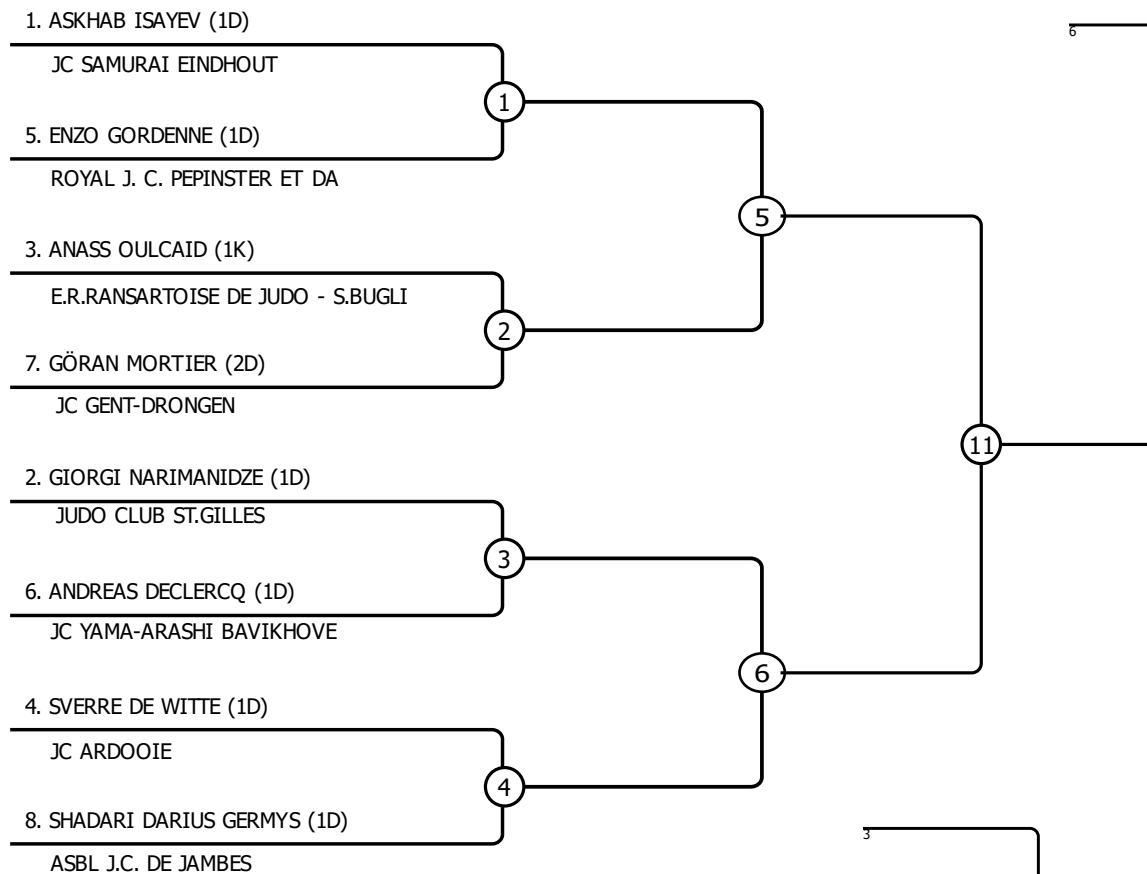 1. ASKHAB ISAYEV (1D)
6
JC SAMURAI EINDHOUT
1
5. ENZO GORDENNE (1D)
ROYAL J. C. PEPINSTER ET DA
5
3. ANASS OULCAID (1K)
E.R.RANSARTOISE DE JUDO - S.BUGLI
2
7. GÖRAN MORTIER (2D)
JC GENT-DRONGEN
11
2. GIORGI NARIMANIDZE (1D)
JUDO CLUB ST.GILLES
3
6. ANDREAS DECLERCQ (1D)
JC YAMA-ARASHI BAVIKHOVE
6
4. SVERRE DE WITTE (1D)
JC ARDOOIE
4
8. SHADARI DARIUS GERMYS (1D)
3
ASBL J.C. DE JAMBES